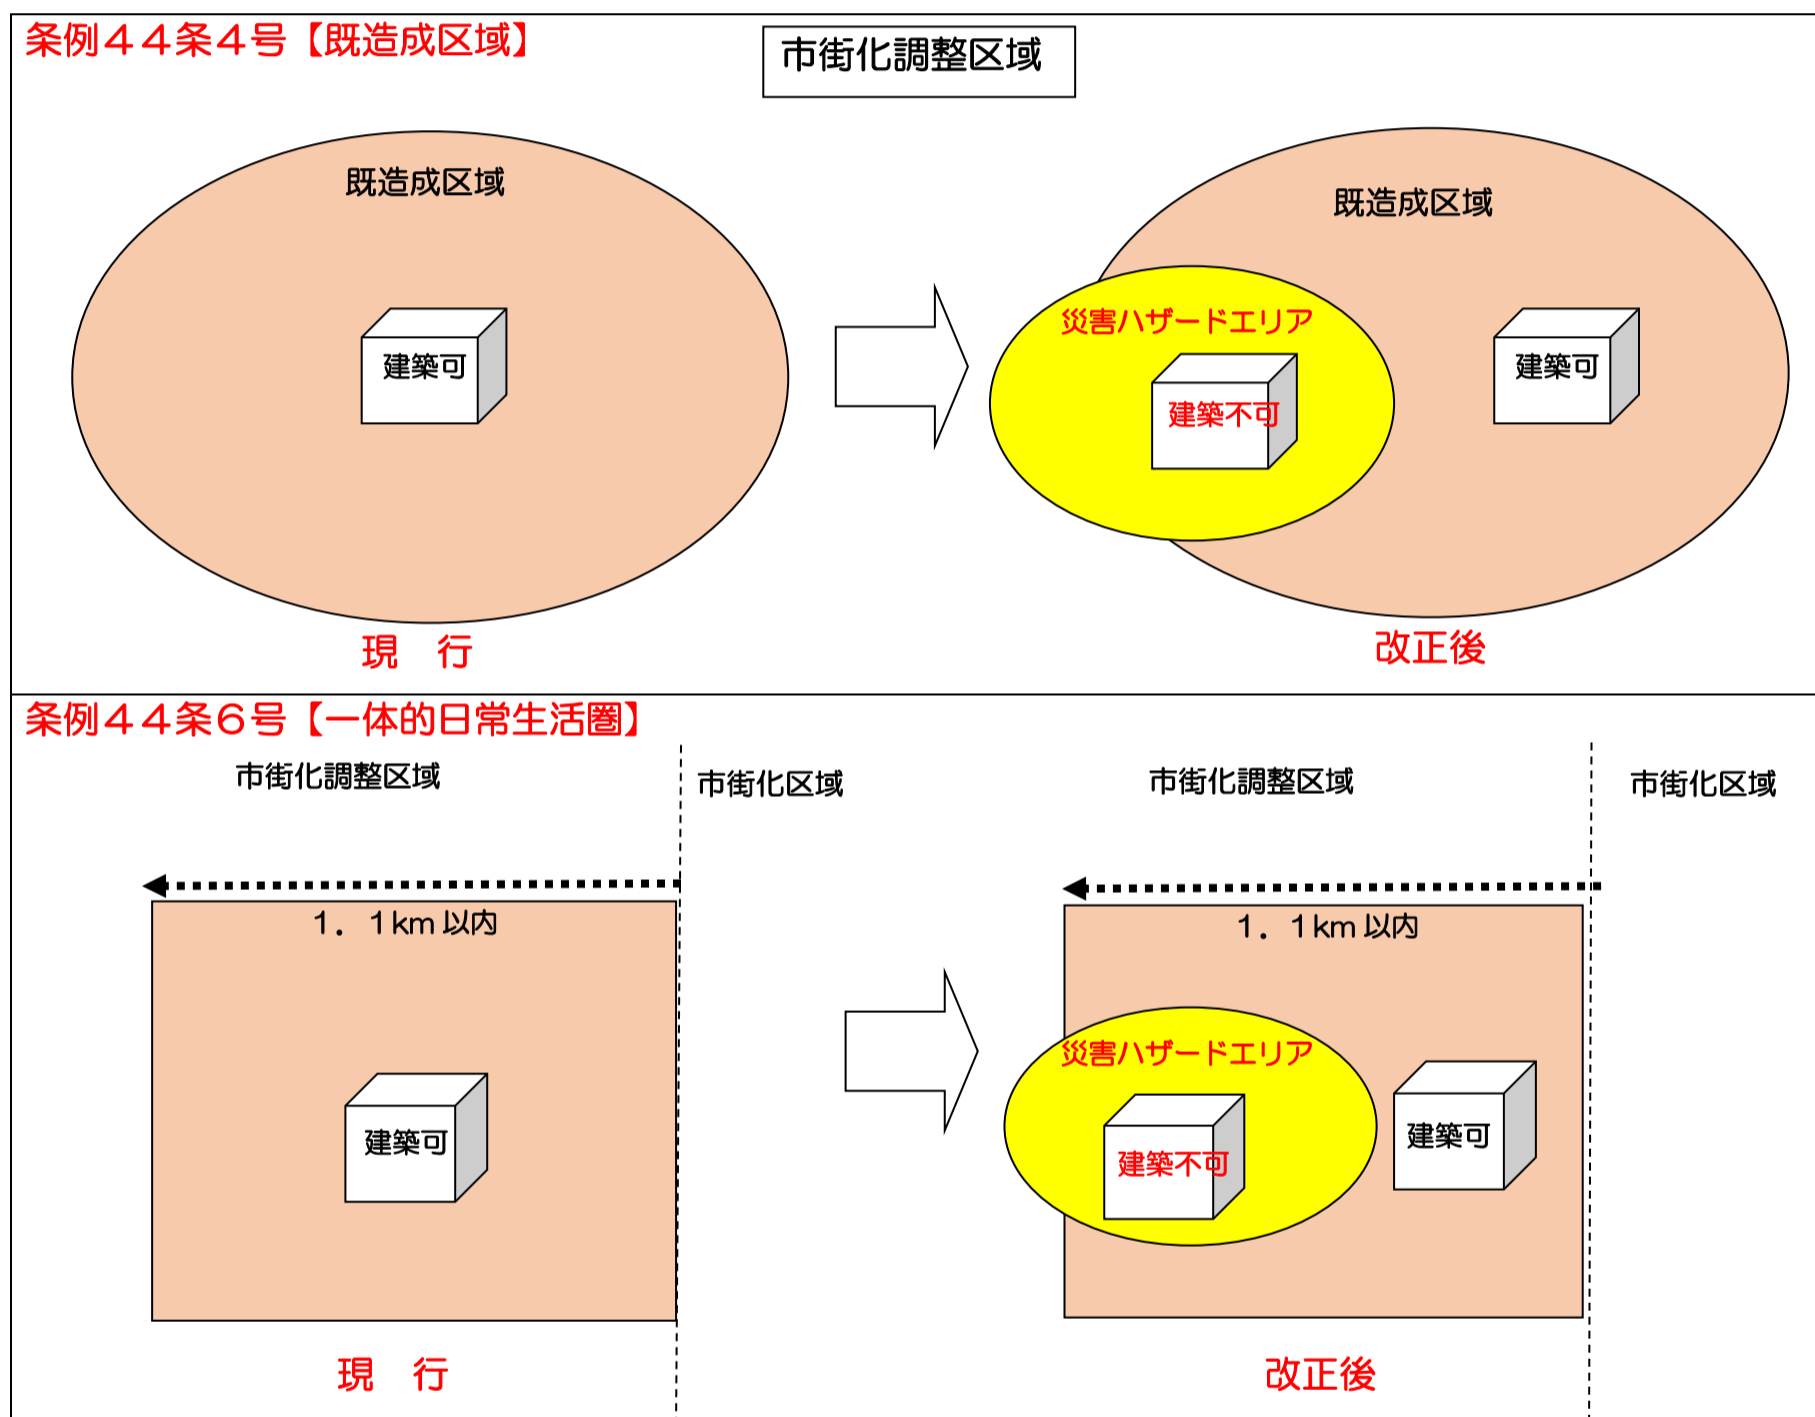 条例４４条４号【既造成区域】
市街化調整区域
既造成区域
建築可
現　行
既造成区域
災害ハザードエリア
建築不可
建築可
改正後
条例４４条６号【一体的日常生活圏】
市街化調整区域
市街化区域
１．１km 以内
建築可
現　行
市街化調整区域
市街化区域
１．１km 以内
災害ハザードエリア
建築不可
建築可
改正後